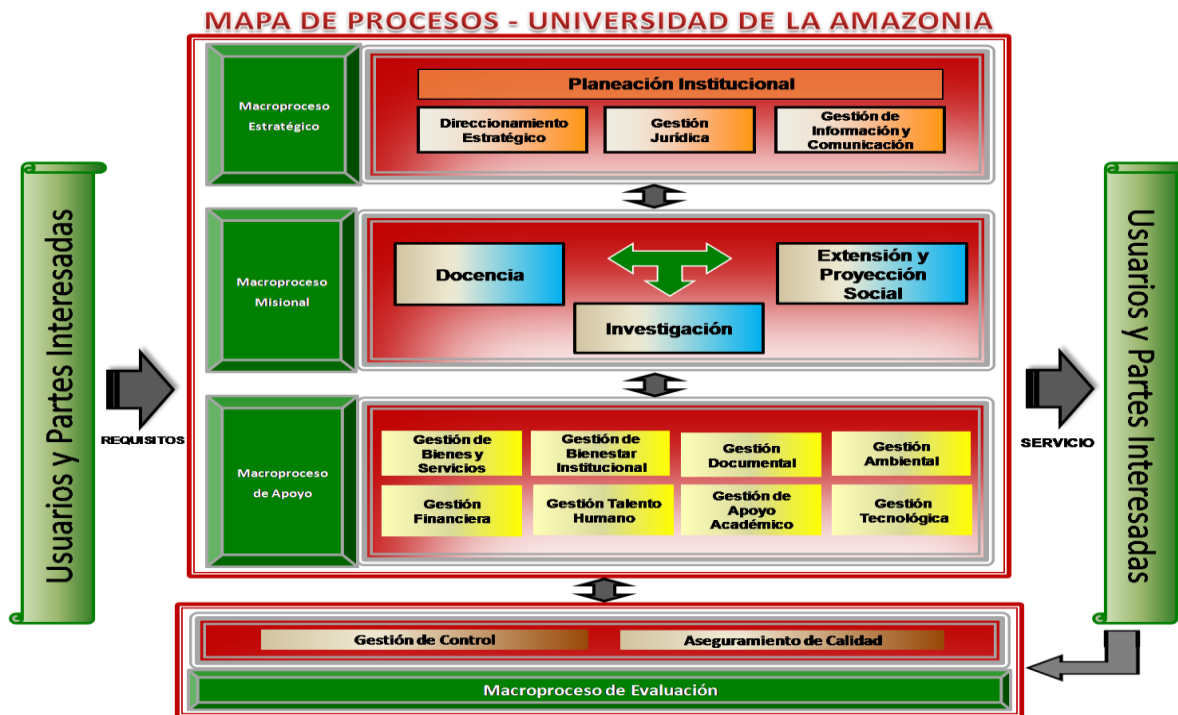 MAPA DE PROCESOS - UNIVERSIDAD DE LA AMAZONIA
Usuarios y Partes Interesadas
REQUISITOS
Macroproceso
Estratégico
Planeación Institucional
Direccionamiento
Estratégico
Gestión
Jurídica
Gestión de
Información y
Comunicación
Macroproceso
Misional
Docencia
Extensión y
Proyección
Social
Investigación
Macroproceso
de Apoyo
Gestión de
Bienes y
Servicios
Gestión de
Bienestar
Institucional
Gestión
Documental
Gestión
Ambiental
Gestión
Financiera
Gestión Talento
Humano
Gestión de
Apoyo
Académico
Gestión
Tecnológica
SERVICIO
Usuarios y Partes Interesadas
Gestión de Control
Aseguramiento de Calidad
Macroproceso de Evaluación